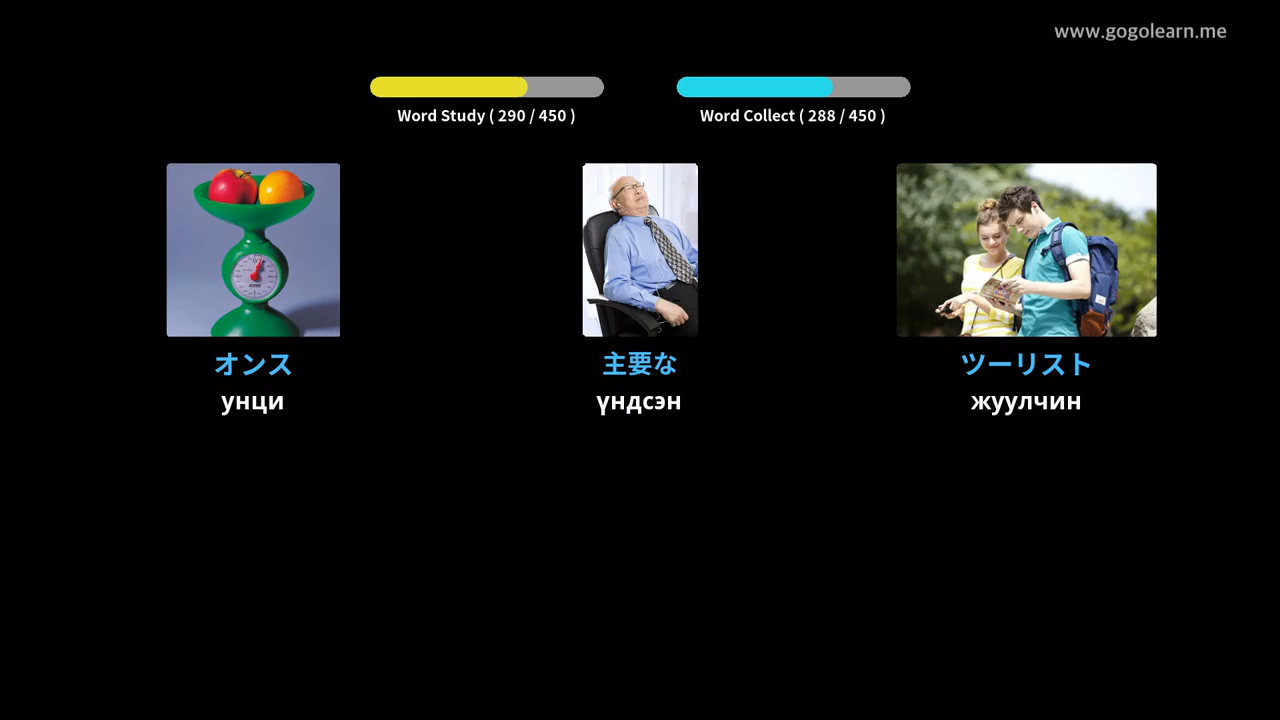 www.gogolearn.me
Word Study ( 290 / 450 )
Word Collect ( 288 / 450 )
オンス
унци
主要な
үндсэн
ツーリスト
жуулчин